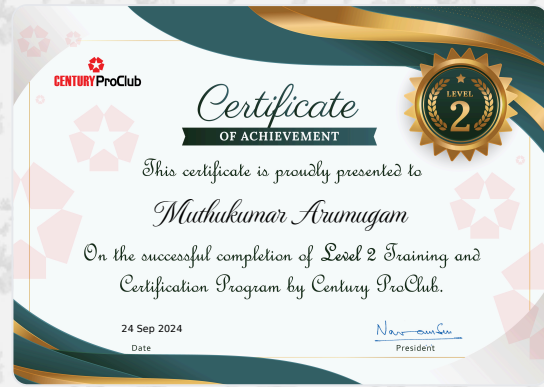 CENTURY ProClub
LEVEL
2
Certificate
OF ACHIEVEMENT
This certificate is proudly presented to
Muthukumar Arumugam
On the successful completion of Level 2 Training and
Certification Program by Century ProClub.
24 Sep 2024
Date
President